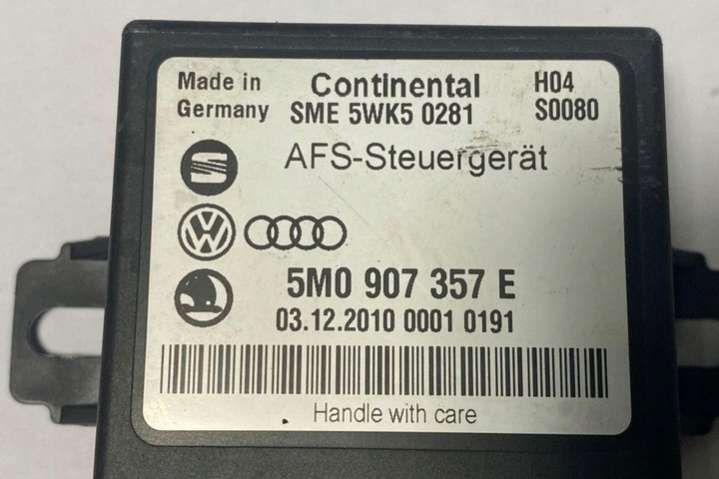 Made in Germany
Continental
SME 5WK5 0281
H04
S0080
AFS-Steuergerät
5M0 907 357 E
03.12.2010 0001 0191
Handle with care